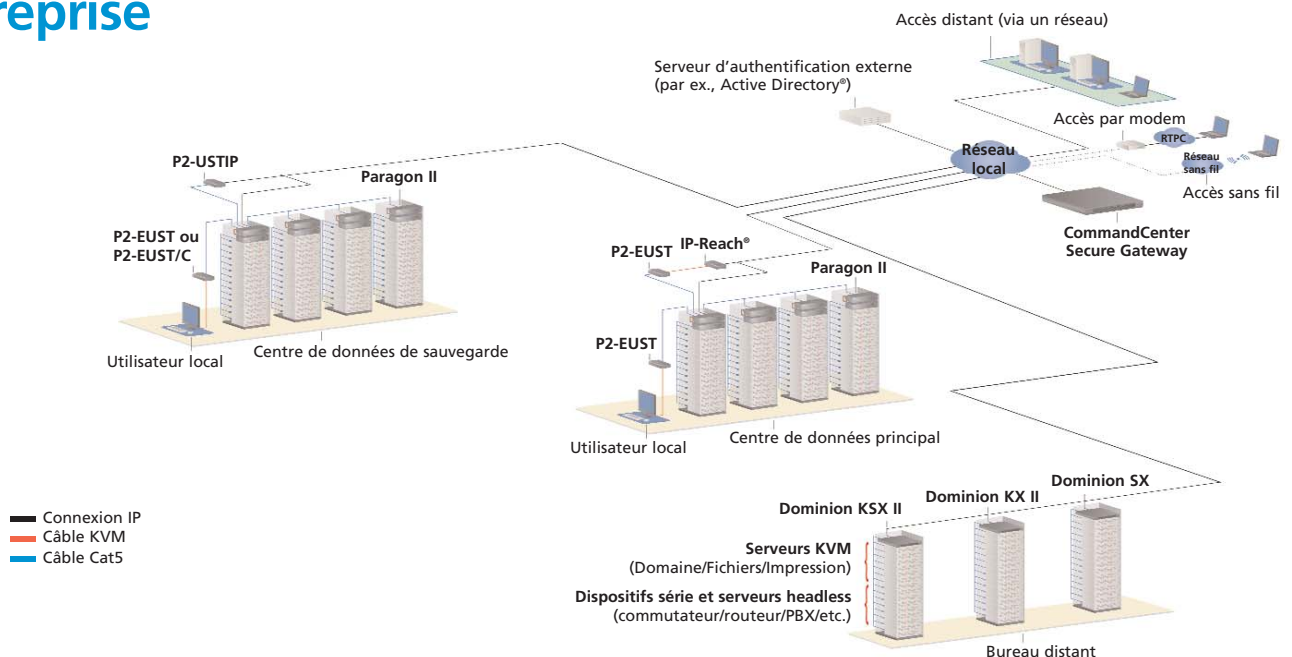 reprise
Accès distant (via un réseau)
Serveur d'authentification externe
(par ex., Active Directory®)
Accès par modem
RTPC
Réseau
local
Réseau
sans fil
Accès sans fil
CommandCenter
Secure Gateway
P2-USTIP
Paragon II
P2-EUST ou
P2-EUST/C
Utilisateur local
Centre de données de sauvegarde
P2-EUST
IP-Reach®
Paragon II
P2-EUST
Utilisateur local
Centre de données principal
Connexion IP
Câble KVM
Câble Cat5
Dominion KSX II
Dominion KX II
Dominion SX
Serveurs KVM
(Domaine/Fichiers/Impression)
Dispositifs série et serveurs headless
(commutateur/routeur/PBX/etc.)
Bureau distant